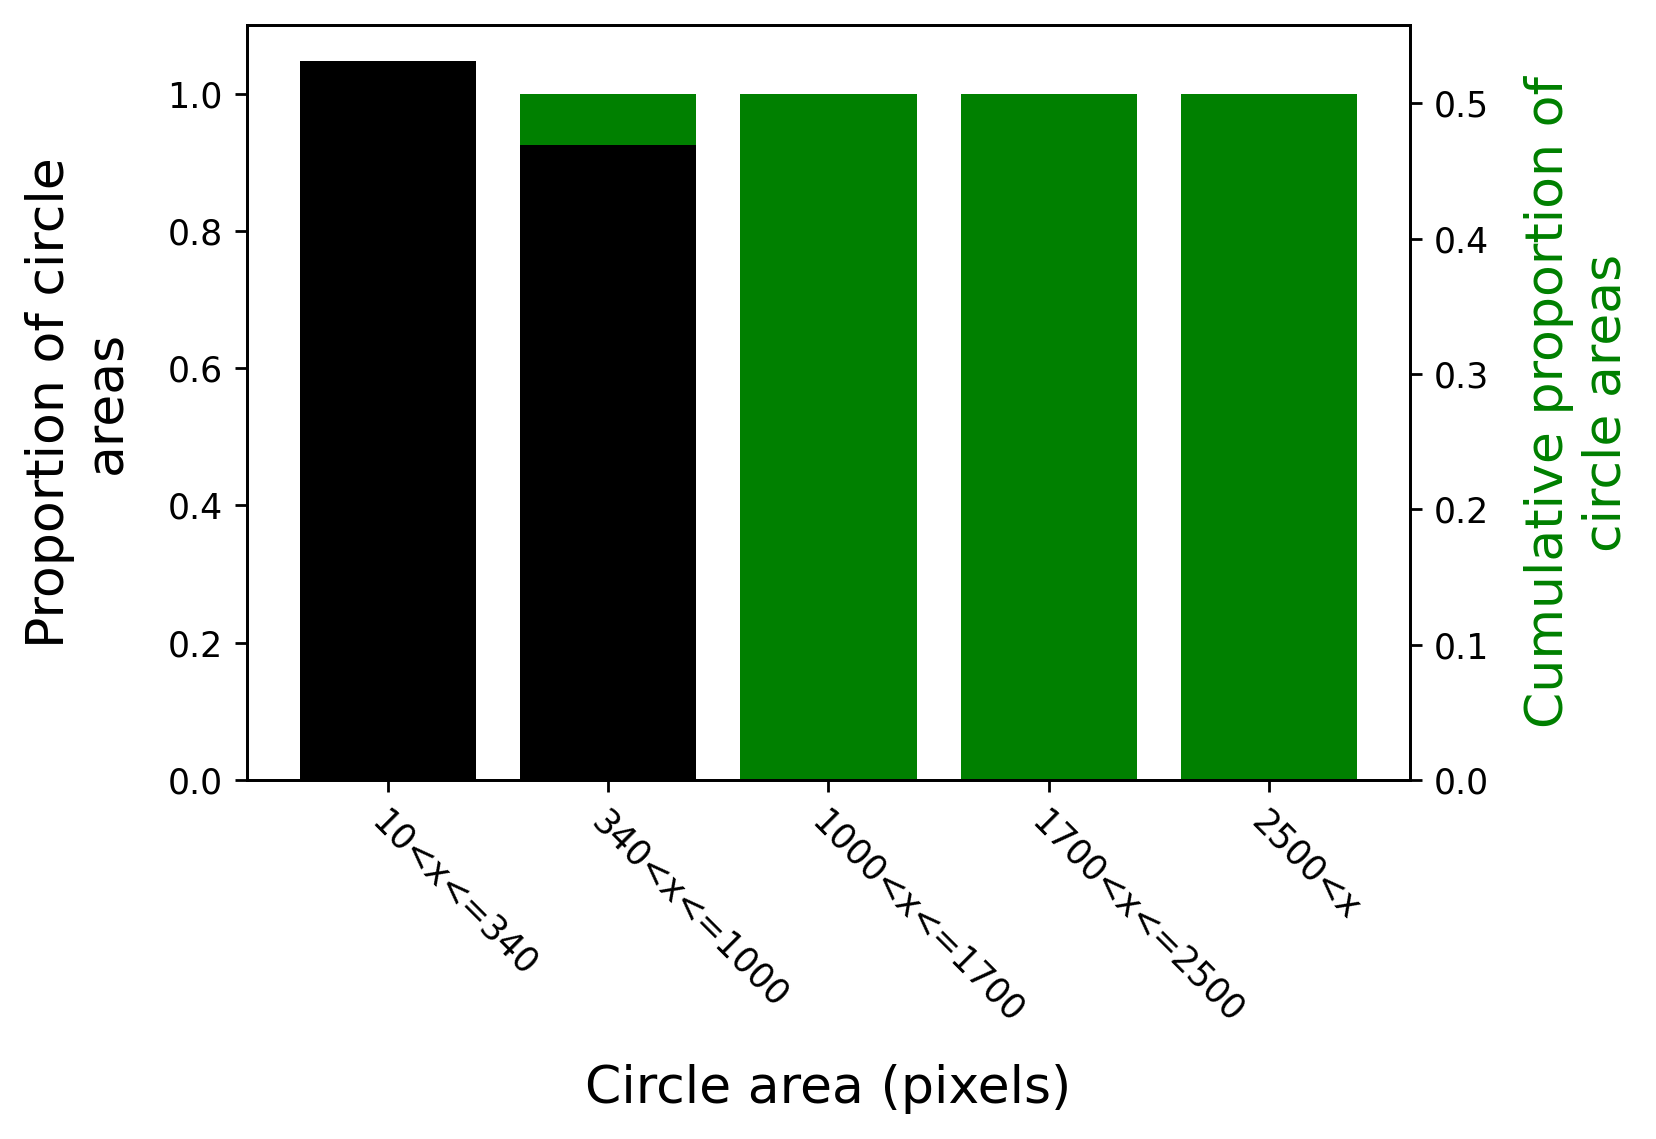 Proportion of circle
areas
1.0
0.8
0.6
0.4
0.2
0.0
0.5
0.4
0.3
0.2
0.1
0.0
Cumulative proportion of
circle areas
10<x<=340
340<x<=1000
1000<x<=1700
1700<x<=2500
2500<x
Circle area (pixels)